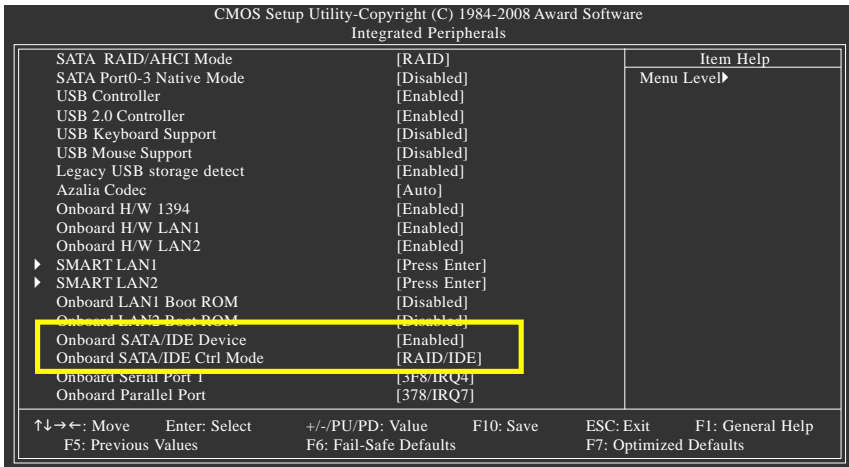 CMOS Setup Utility-Copyright (C) 1984-2008 Award Software
Integrated Peripherals
SATA RAID/AHCI Mode [RAID] Item Help
SATA Port0-3 Native Mode [Disabled] Menu Level▶
USB Controller [Enabled]
USB 2.0 Controller [Enabled]
USB Keyboard Support [Disabled]
USB Mouse Support [Disabled]
Legacy USB storage detect [Enabled]
Azalia Codec [Auto]
Onboard H/W 1394 [Enabled]
Onboard H/W LAN1 [Enabled]
Onboard H/W LAN2 [Enabled]
▶ SMART LAN1 [Press Enter]
▶ SMART LAN2 [Press Enter]
Onboard LAN1 Boot ROM [Disabled]
Onboard LAN2 Boot ROM [Disabled]
Onboard SATA/IDE Device [Enabled]
Onboard SATA/IDE Ctrl Mode [RAID/IDE]
Onboard Serial Port 1 [3F8/IRQ4]
Onboard Parallel Port [378/IRQ7]
↑↓→←: Move Enter: Select +/-/PU/PD: Value F10: Save ESC: Exit F1: General Help
F5: Previous Values F6: Fail-Safe Defaults F7: Optimized Defaults